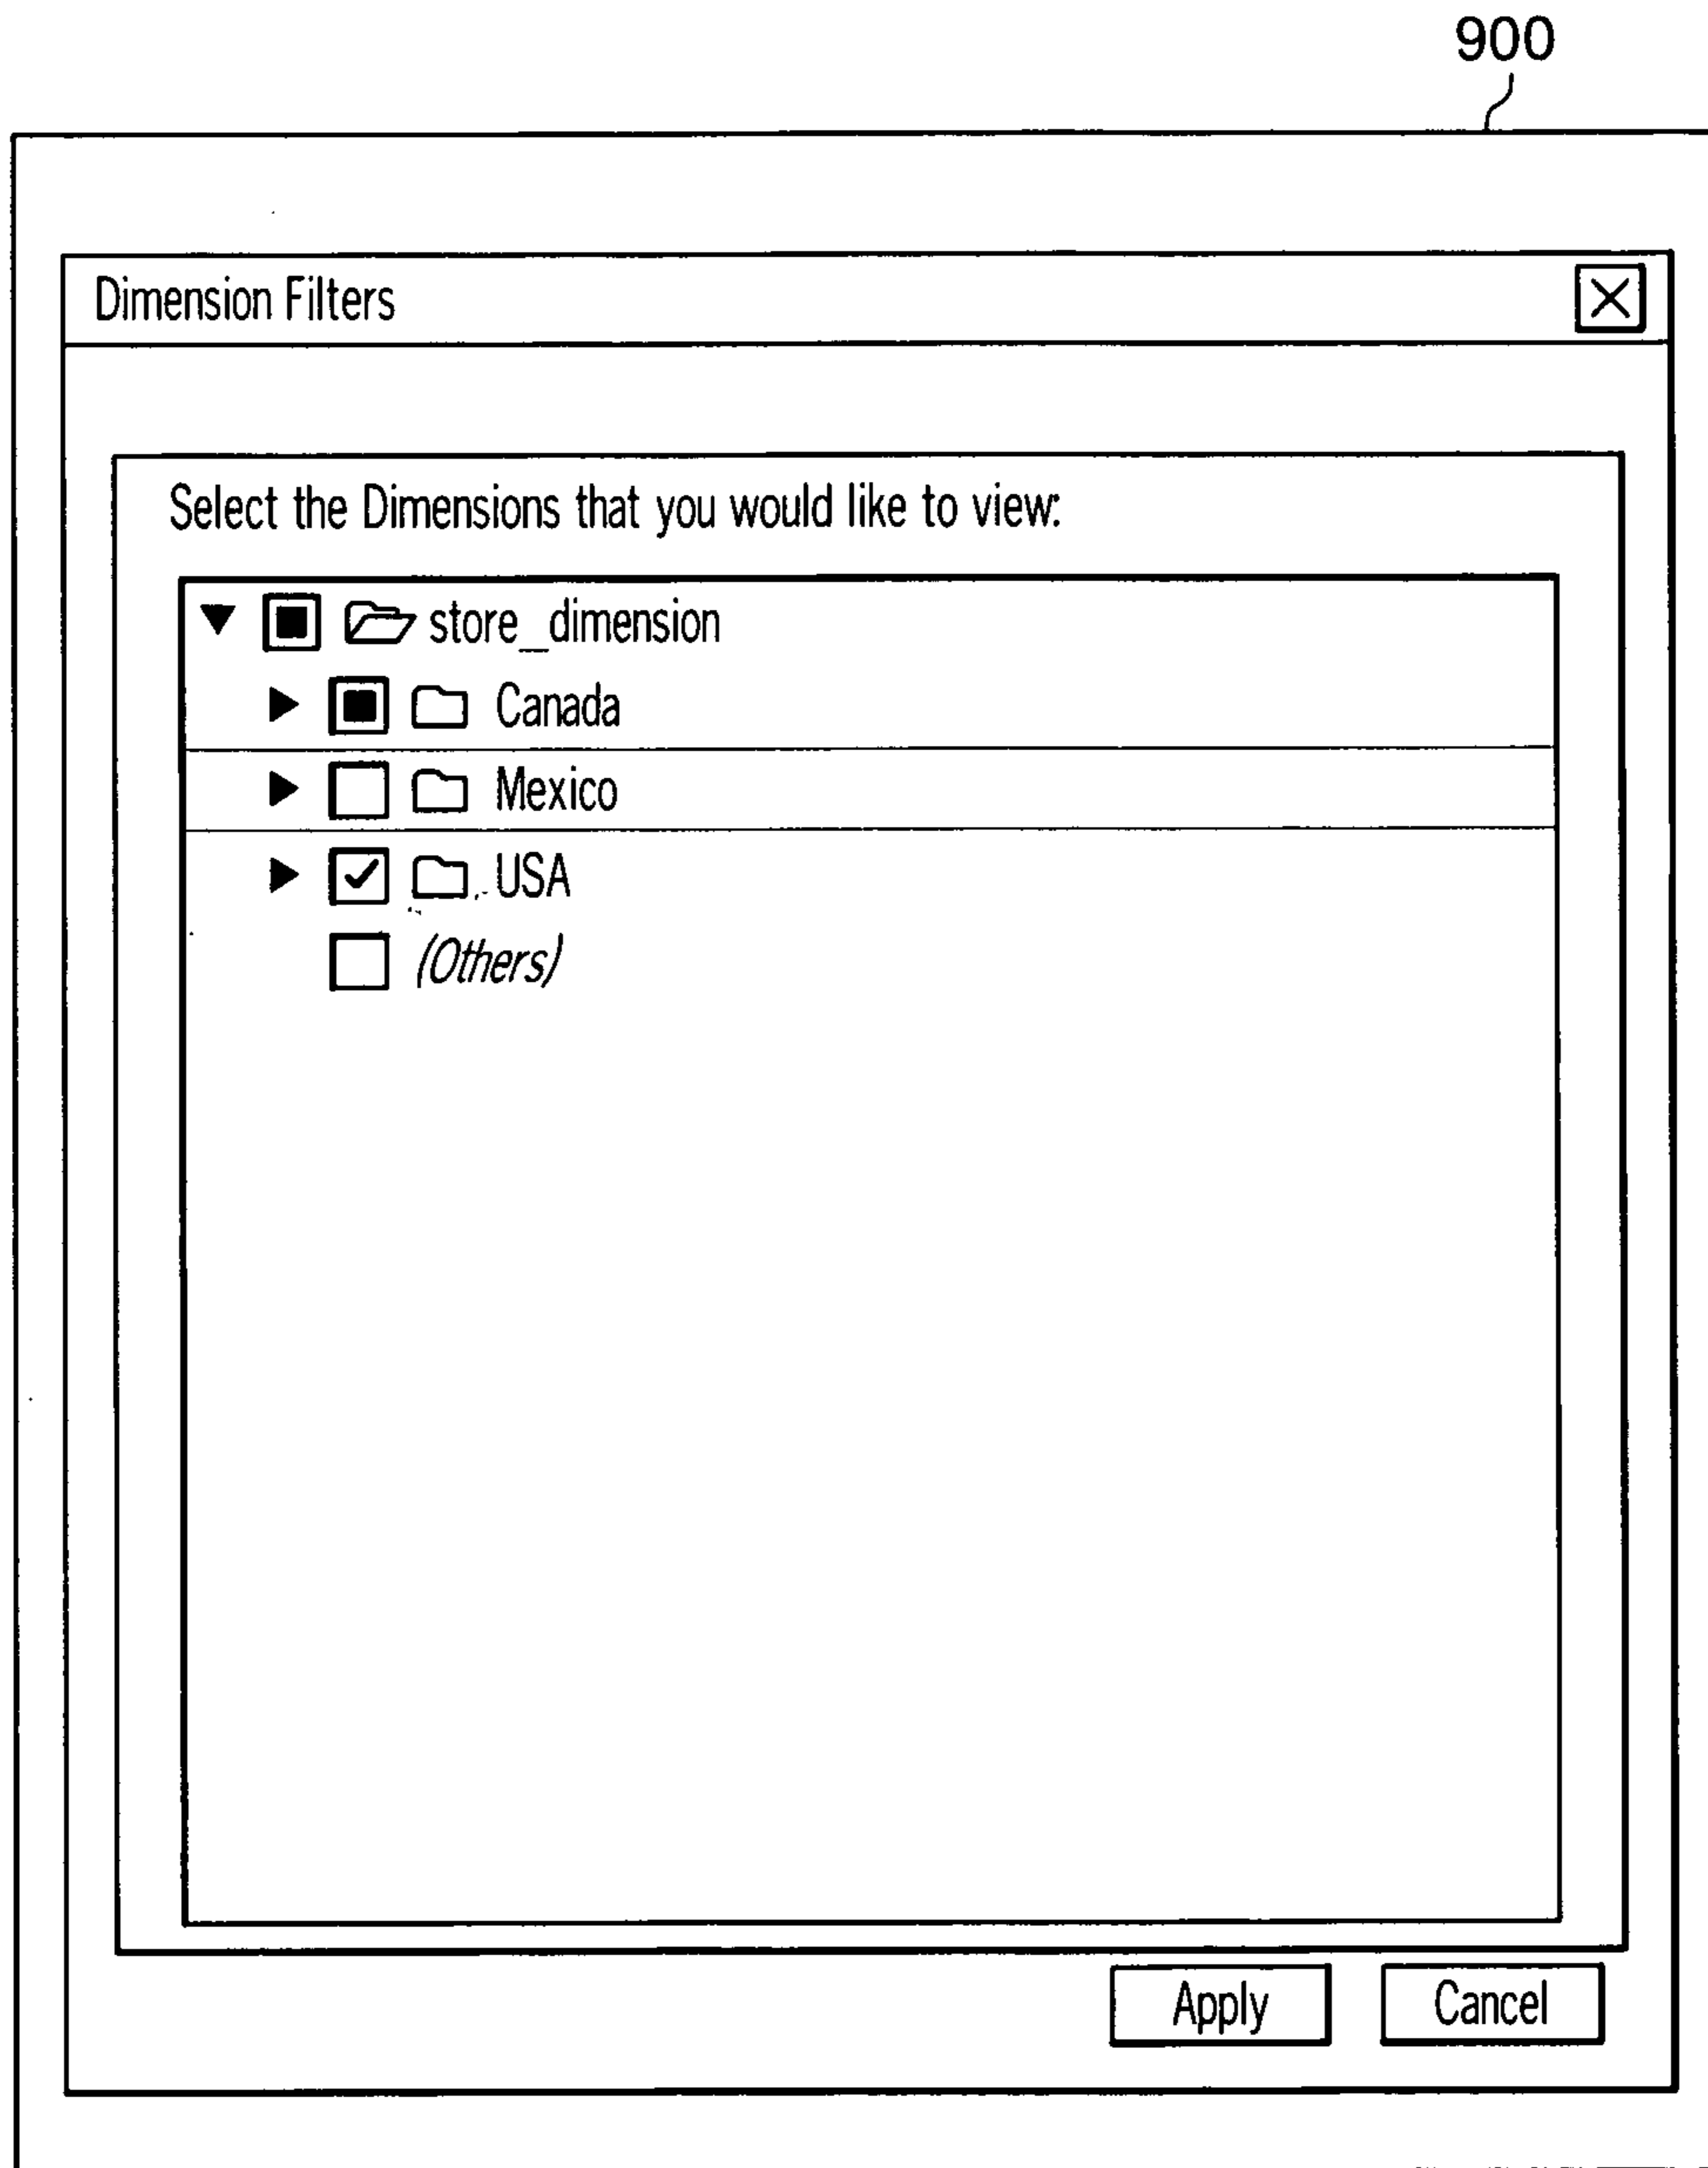 900
Dimension Filters
Select the Dimensions that you would like to view:
store_dimension
Canada
Mexico
USA
(Others)
Apply
Cancel